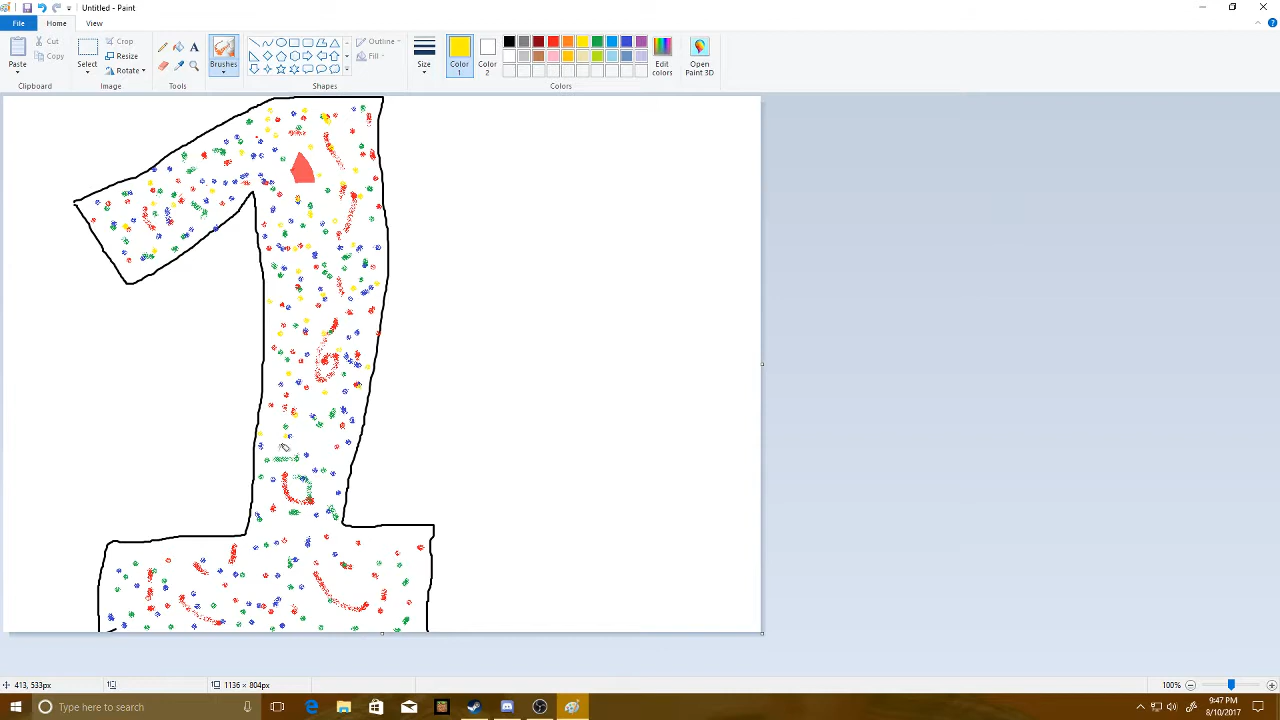 Untitled - Paint
File Home View
Paste Cut Copy Select Crop Resize Rotate A Brushes Outline Fill Size Color 1 Color 2 Edit colors Open Paint 3D
Clipboard Image Tools Shapes Colors
1
413, 533px 1136 × 804px 100%
Type here to search 9:47 PM
8/10/2017